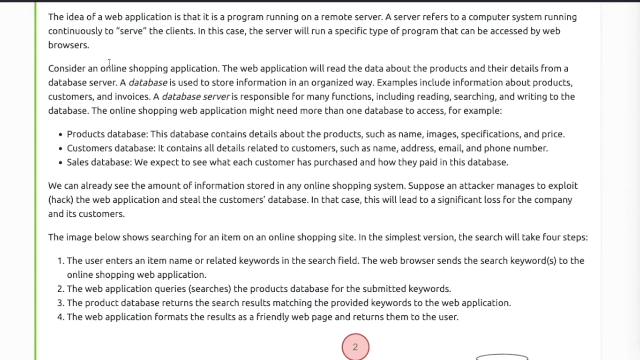 The idea of a web application is that it is a program running on a remote server. A server refers to a computer system running
continuously to "serve" the clients. In this case, the server will run a specific type of program that can be accessed by web
browsers.
Consider an online shopping application. The web application will read the data about the products and their details from a
database server. A database is used to store information in an organized way. Examples include information about products,
customers, and invoices. A database server is responsible for many functions, including reading, searching, and writing to the
database. The online shopping web application might need more than one database to access, for example:
• Products database: This database contains details about the products, such as name, images, specifications, and price.
• Customers database: It contains all details related to customers, such as name, address, email, and phone number.
• Sales database: We expect to see what each customer has purchased and how they paid in this database.
We can already see the amount of information stored in any online shopping system. Suppose an attacker manages to exploit
(hack) the web application and steal the customers' database. In that case, this will lead to a significant loss for the company
and its customers.
The image below shows searching for an item on an online shopping site. In the simplest version, the search will take four steps:
1. The user enters an item name or related keywords in the search field. The web browser sends the search keyword(s) to the
online shopping web application.
2. The web application queries (searches) the products database for the submitted keywords.
3. The product database returns the search results matching the provided keywords to the web application.
4. The web application formats the results as a friendly web page and returns them to the user.
2